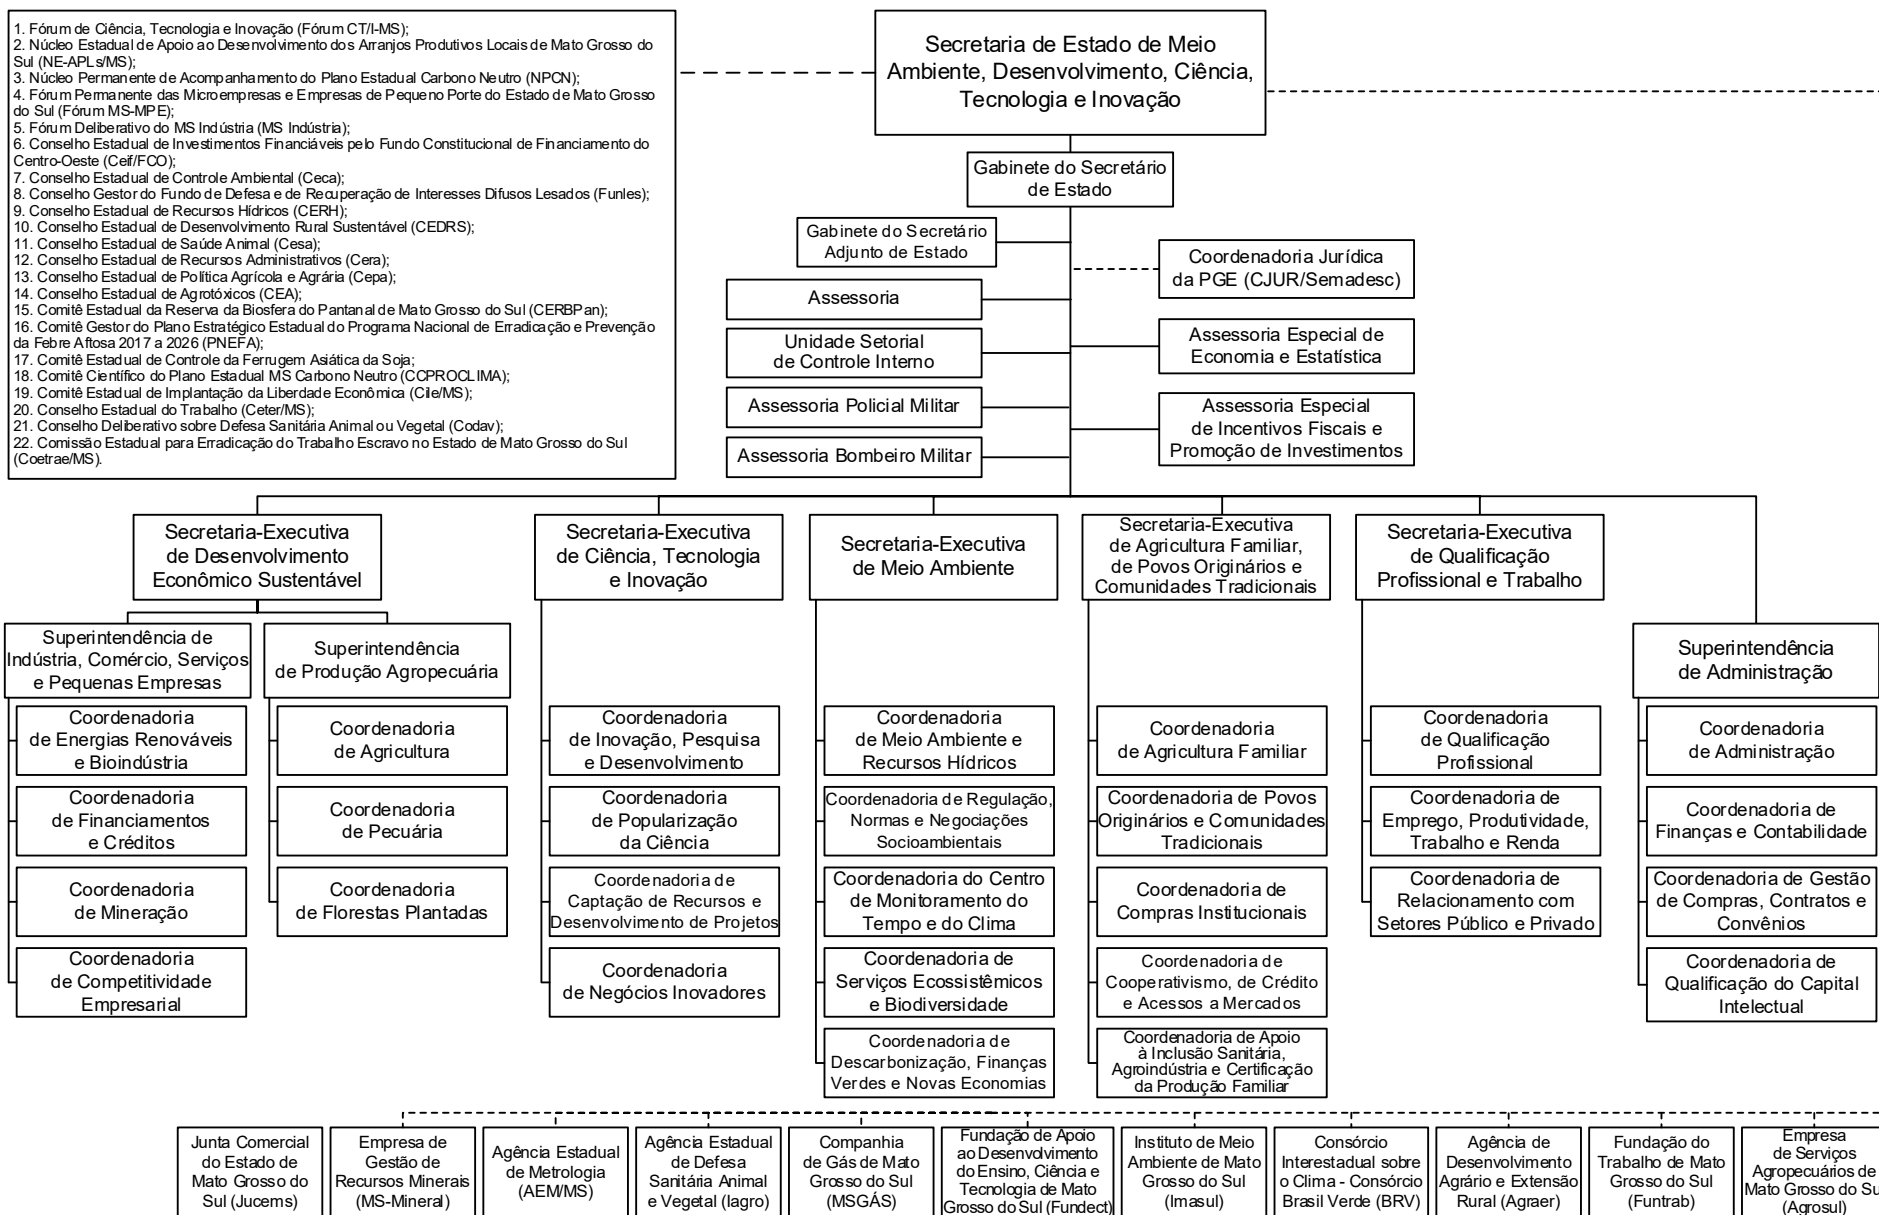 1. Fórum de Ciência, Tecnologia e Inovação (Fórum CT/I-MS);
2. Núcleo Estadual de Apoio ao Desenvolvimento dos Arranjos Produtivos Locais de Mato Grosso do
Sul (NE-APLs/MS);
3. Núcleo Permanente de Acompanhamento do Plano Estadual Carbono Neutro (NPCN);
4. Fórum Permanente das Microempresas e Empresas de Pequeno Porte do Estado de Mato Grosso
do Sul (Fórum MS-MPE);
5. Fórum Deliberativo do MS Indústria (MS Indústria);
6. Conselho Estadual de Investimentos Financiáveis pelo Fundo Constitucional de Financiamento do
Centro-Oeste (Ceif/FCO);
7. Conselho Estadual de Controle Ambiental (Ceca);
8. Conselho Gestor do Fundo de Defesa e de Recuperação de Interesses Difusos Lesados (Funles);
9. Conselho Estadual de Recursos Hídricos (CERH);
10. Conselho Estadual de Desenvolvimento Rural Sustentável (CEDRS);
11. Conselho Estadual de Saúde Animal (Cesa);
12. Conselho Estadual de Recursos Administrativos (Cera);
13. Conselho Estadual de Política Agrícola e Agrária (Cepa);
14. Conselho Estadual de Agrotóxicos (CEA);
15. Comitê Estadual da Reserva da Biosfera do Pantanal de Mato Grosso do Sul (CERBPan);
16. Comitê Gestor do Plano Estratégico Estadual do Programa Nacional de Erradicação e Prevenção
da Febre Aftosa 2017 a 2026 (PNEFA);
17. Comitê Estadual de Controle da Ferrugem Asiática da Soja;
18. Comitê Científico do Plano Estadual MS Carbono Neutro (CCPROCLIMA);
19. Comitê Estadual de Implantação da Liberdade Econômica (Cile/MS);
20. Conselho Estadual do Trabalho (Ceter/MS);
21. Conselho Deliberativo sobre Defesa Sanitária Animal ou Vegetal (Codav);
22. Comissão Estadual para Erradicação do Trabalho Escravo no Estado de Mato Grosso do Sul
(Coetrae/MS).
Secretaria de Estado de Meio
Ambiente, Desenvolvimento, Ciência,
Tecnologia e Inovação
Gabinete do Secretário
de Estado
Gabinete do Secretário
Adjunto de Estado
Coordenadoria Jurídica
da PGE (CJUR/Semadesc)
Assessoria
Unidade Setorial
de Controle Interno
Assessoria Especial de
Economia e Estatística
Assessoria Policial Militar
Assessoria Especial
de Incentivos Fiscais e
Promoção de Investimentos
Assessoria Bombeiro Militar
Secretaria-Executiva
de Desenvolvimento
Econômico Sustentável
Secretaria-Executiva
de Ciência, Tecnologia
e Inovação
Secretaria-Executiva
de Meio Ambiente
Secretaria-Executiva
de Agricultura Familiar,
de Povos Originários e
Comunidades Tradicionais
Secretaria-Executiva
de Qualificação
Profissional e Trabalho
Superintendência de
Indústria, Comércio, Serviços
e Pequenas Empresas
Superintendência
de Produção Agropecuária
Superintendência
de Administração
Coordenadoria
de Energias Renováveis
e Bioindústria
Coordenadoria
de Agricultura
Coordenadoria
de Inovação, Pesquisa
e Desenvolvimento
Coordenadoria
de Meio Ambiente e
Recursos Hídricos
Coordenadoria
de Agricultura Familiar
Coordenadoria
de Qualificação
Profissional
Coordenadoria
de Administração
Coordenadoria
de Financiamentos
e Créditos
Coordenadoria
de Pecuária
Coordenadoria
de Popularização
da Ciência
Coordenadoria de Regulação,
Normas e Negociações
Socioambientais
Coordenadoria de Povos
Originários e Comunidades
Tradicionais
Coordenadoria de
Emprego, Produtividade,
Trabalho e Renda
Coordenadoria de
Finanças e Contabilidade
Coordenadoria
de Mineração
Coordenadoria
de Florestas Plantadas
Coordenadoria de
Captação de Recursos e
Desenvolvimento de Projetos
Coordenadoria do Centro
de Monitoramento do
Tempo e do Clima
Coordenadoria de
Compras Institucionais
Coordenadoria de
Relacionamento com
Setores Público e Privado
Coordenadoria de Gestão
de Compras, Contratos e
Convênios
Coordenadoria
de Competitividade
Empresarial
Coordenadoria
de Negócios Inovadores
Coordenadoria de
Serviços Ecossistêmicos
e Biodiversidade
Coordenadoria de
Cooperativismo, de Crédito
e Acessos a Mercados
Coordenadoria de
Qualificação do Capital
Intelectual
Coordenadoria de
Descarbonização, Finanças
Verdes e Novas Economias
Coordenadoria de Apoio
à Inclusão Sanitária,
Agroindústria e Certificação
da Produção Familiar
Junta Comercial
do Estado de
Mato Grosso do
Sul (Jucems)
Empresa de
Gestão de
Recursos Minerais
(MS-Mineral)
Agência Estadual
de Metrologia
(AEM/MS)
Agência Estadual
de Defesa
Sanitária Animal
e Vegetal (Iagro)
Companhia
de Gás de Mato
Grosso do Sul
(MSGÁS)
Fundação de Apoio
ao Desenvolvimento
do Ensino, Ciência e
Tecnologia de Mato
Grosso do Sul (Fundect)
Instituto de Meio
Ambiente de Mato
Grosso do Sul
(Imasul)
Consórcio
Interestadual sobre
o Clima - Consórcio
Brasil Verde (BRV)
Agência de
Desenvolvimento
Agrário e Extensão
Rural (Agraer)
Fundação do
Trabalho de Mato
Grosso do Sul
(Funtrab)
Empresa
de Serviços
Agropecuários de
Mato Grosso do Su
(Agrosul)